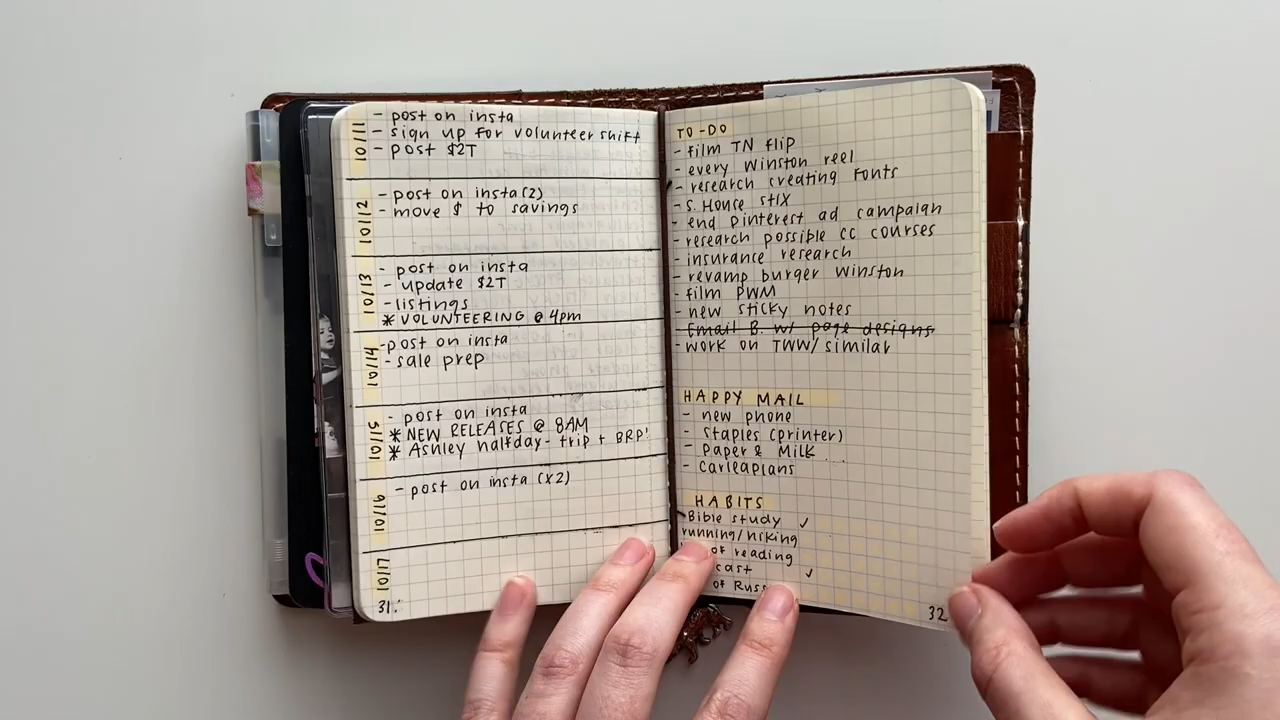 10/11
- post on insta
- sign up for volunteer shift
- post $2T
10/12
- post on insta(2)
- move $ to savings
10/13
- post on insta
- update $2T
- listings
* VOLUNTEERING @ 4pm
10/14
- post on insta
- sale prep
10/15
- post on insta
* NEW RELEASES @ 8AM
* Ashley halfday - trip + BRP!
10/16
- post on insta (x2)
10/17
31
TO-DO
- film TN flip
- every Winston reel
- research creating fonts
- S. House stix
- end Pinterest ad campaign
- research possible cc courses
- insurance research
- revamp burger Winston
- film PWM
- new sticky notes
- Email B. w/ page designs
- work on TWW/similar
HAPPY MAIL
- new phone
- Staples (printer)
- Paper & Milk
- Carleaplans
HABITS
Bible study ✓
running/hiking
of reading
cast ✓
of Russ
32